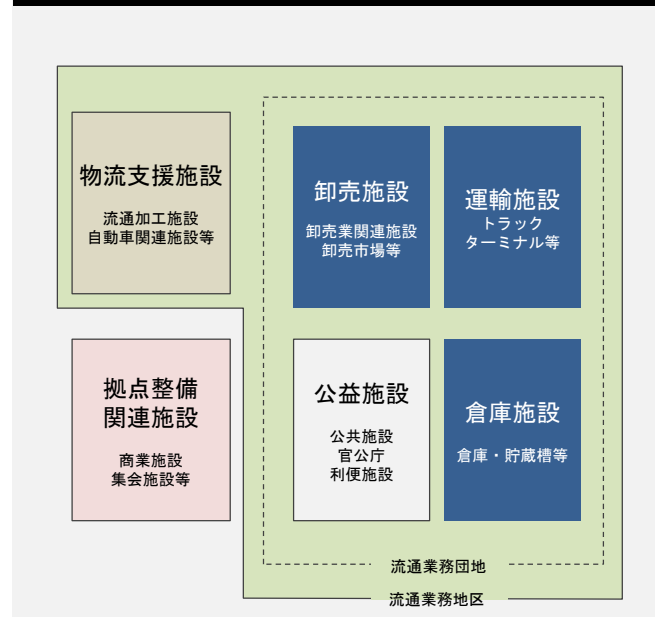 物流支援施設
流通加工施設
自動車関連施設等
卸売施設
卸売業関連施設
卸売市場等
運輸施設
トラック
ターミナル等
拠点整備
関連施設
商業施設
集会施設等
公益施設
公共施設
官公庁
利便施設
倉庫施設
倉庫・貯蔵槽等
流通業務団地
流通業務地区